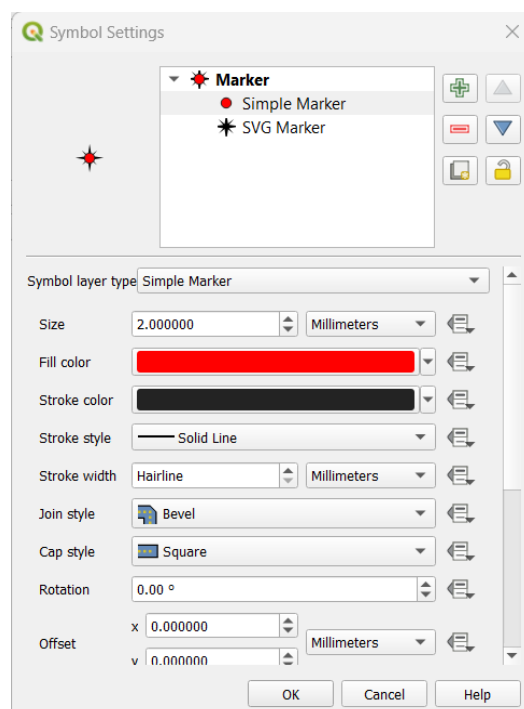 Symbol Settings
Marker
Simple Marker
SVG Marker
Symbol layer type Simple Marker
Size 2.000000 Millimeters
Fill color
Stroke color
Stroke style Solid Line
Stroke width Hairline Millimeters
Join style Bevel
Cap style Square
Rotation 0.00 °
x 0.000000
Offset Millimeters
y 0.000000
OK Cancel Help